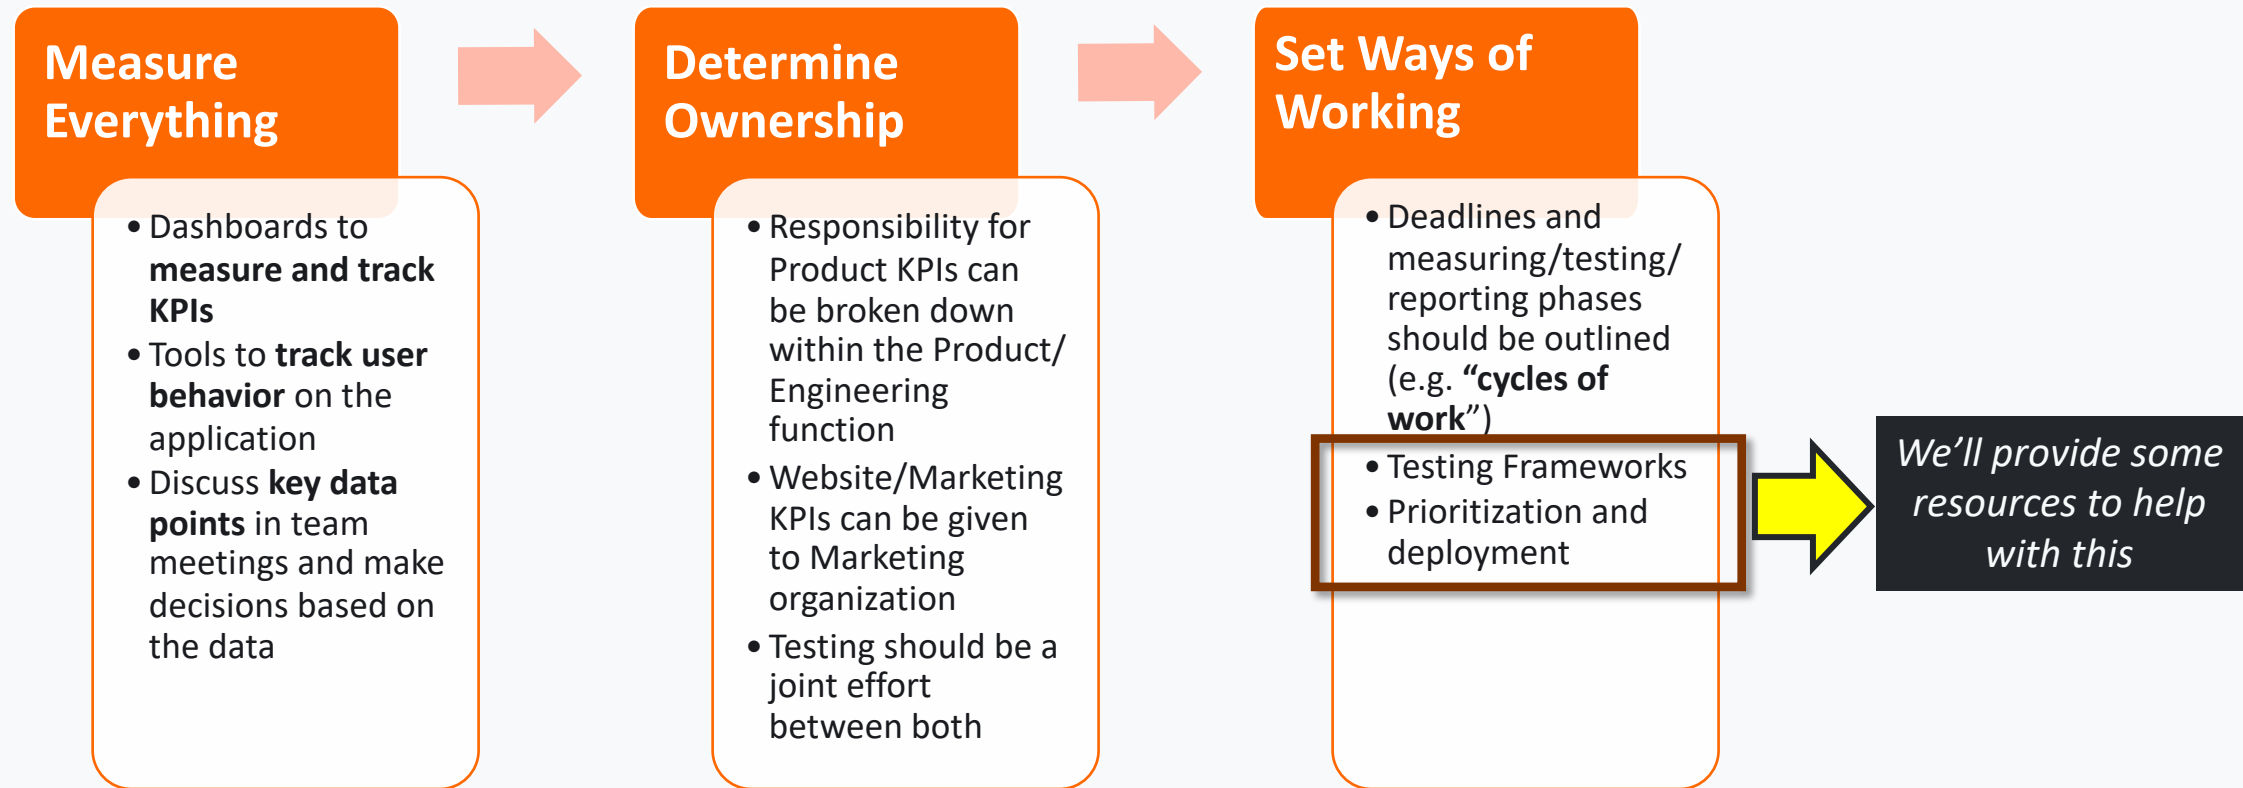 Measure
Everything
• Dashboards to
measure and track
KPIs
• Tools to track user
behavior on the
application
• Discuss key data
points in team
meetings and make
decisions based on
the data
Determine
Ownership
• Responsibility for
Product KPIs can
be broken down
within the Product/
Engineering
function
• Website/Marketing
KPIs can be given
to Marketing
organization
• Testing should be a
joint effort
between both
Set Ways of
Working
• Deadlines and
measuring/testing/
reporting phases
should be outlined
(e.g. “cycles of
work”)
• Testing Frameworks
• Prioritization and
deployment
We’ll provide some
resources to help
with this